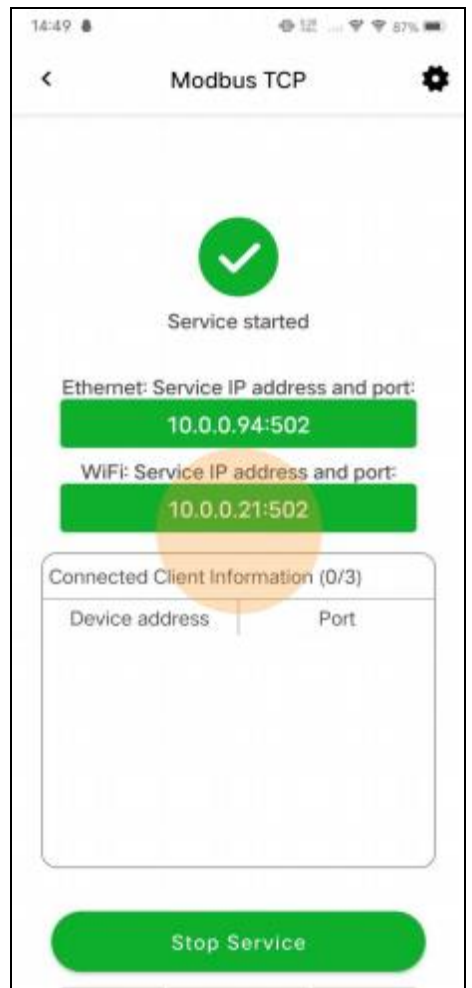 14:49 87%
Modbus TCP
Service started
Ethernet: Service IP address and port:
10.0.0.94:502
WiFi: Service IP address and port:
10.0.0.21:502
Connected Client Information (0/3)
Device address Port
Stop Service